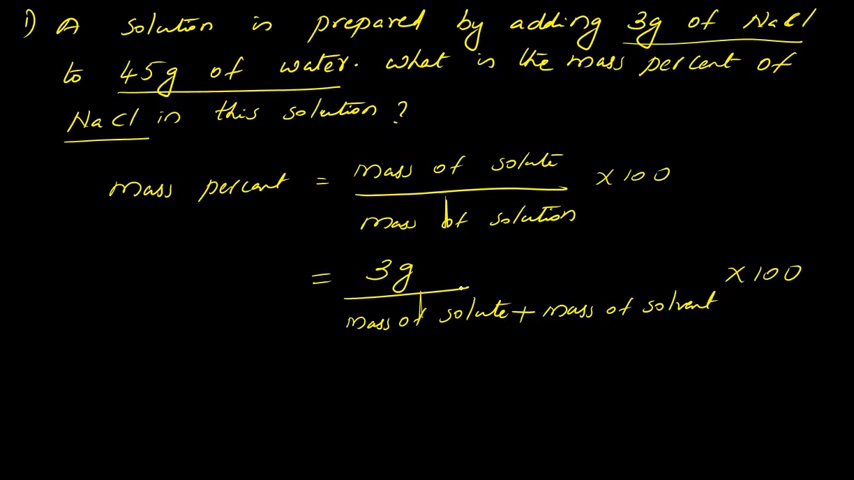 1) A solution is prepared by adding 3g of NaCl
to 45g of water. what is the mass percent of
NaCl in this solution?
mass percent = mass of solute / mass of solution × 100
= 3g / mass of solute + mass of solvent × 100